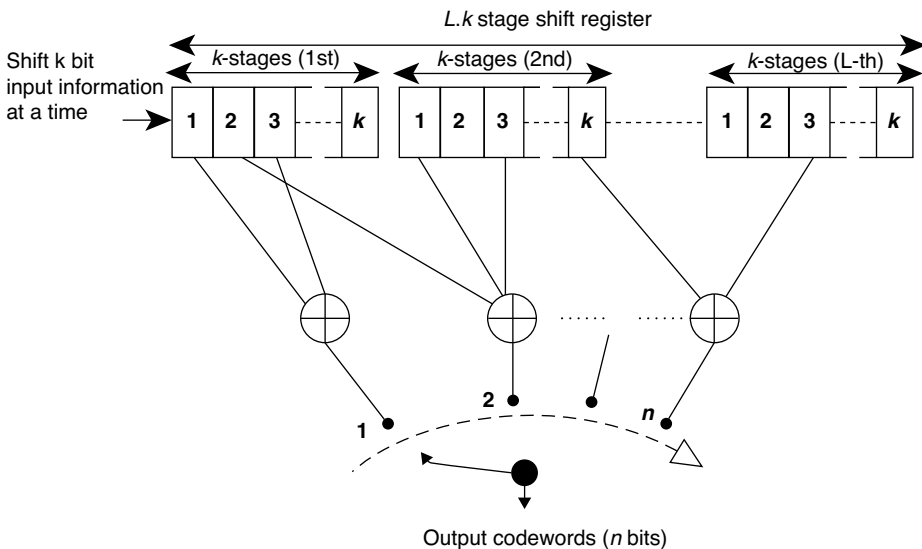 L.k stage shift register
Shift k bit
input information
at a time
k-stages (1st)
k-stages (2nd)
k-stages (L-th)
1 2 3 k
1 2 3 k
1 2 3 k
1
2
n
Output codewords (n bits)